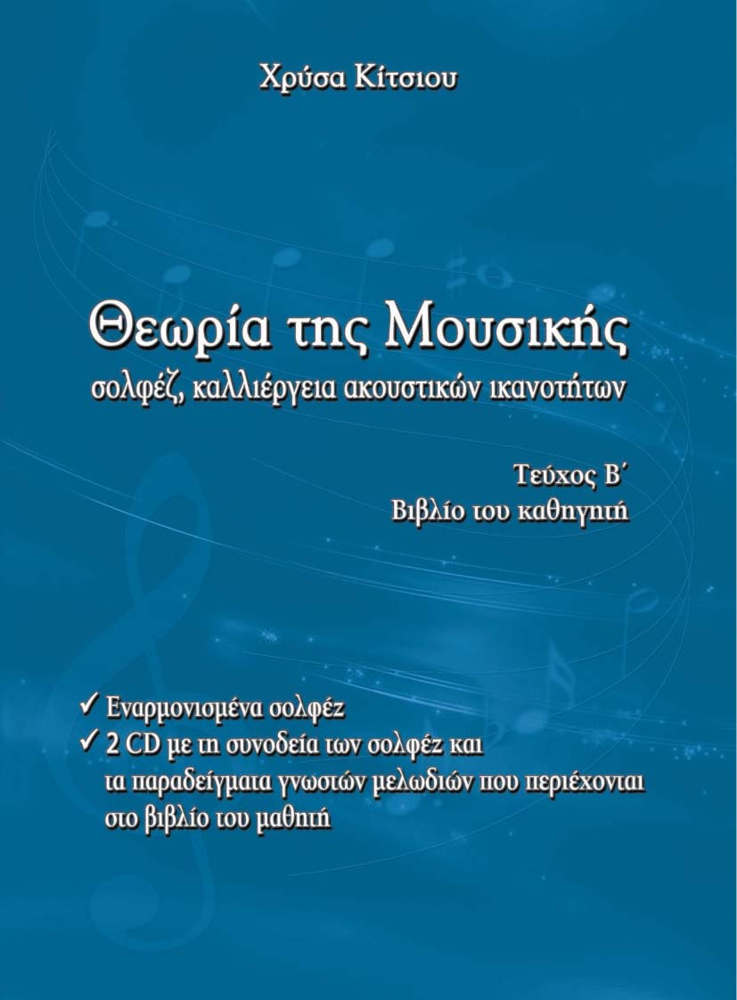 Χρύσα Κίτσιου
Θεωρία της Μουσικής
σολφέζ, καλλιέργεια ακουστικών ικανοτήτων
Τεύχος Β΄
Βιβλίο του καθηγητή
✓ Εναρμονισμένα σολφέζ
✓ 2 CD με τη συνοδεία των σολφέζ και
τα παραδείγματα γνωστών μελωδιών που περιέχονται
στο βιβλίο του μαθητή